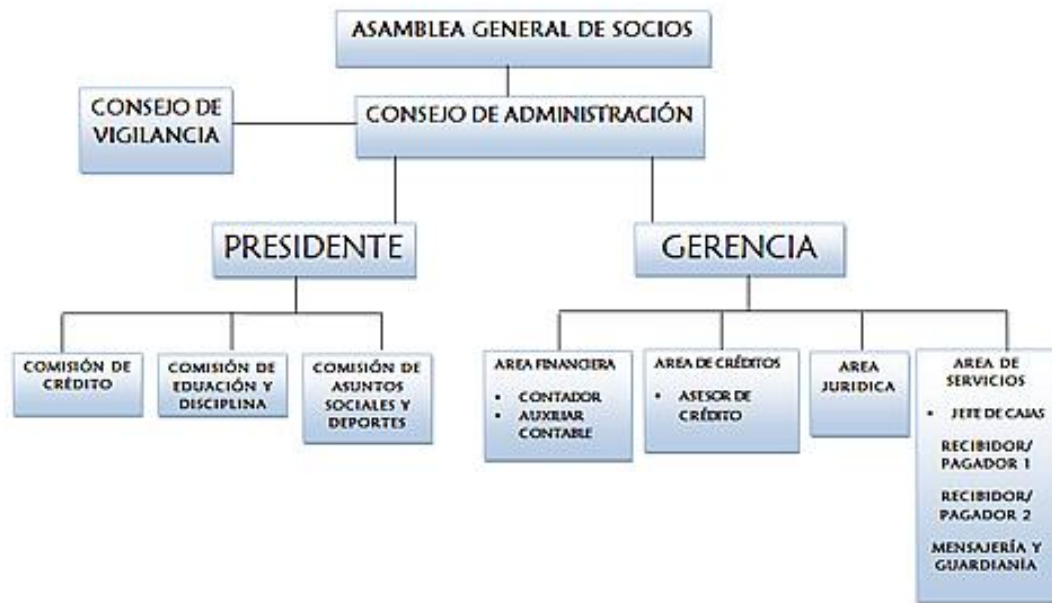 ASAMBLEA GENERAL DE SOCIOS
CONSEJO DE
VIGILANCIA
CONSEJO DE ADMINISTRACIÓN
PRESIDENTE
GERENCIA
COMISIÓN DE
CRÉDITO
COMISIÓN DE
EDUACIÓN Y
DISCIPLINA
COMISIÓN DE
ASUNTOS
SOCIALES Y
DEPORTES
AREA FINANCIERA
• CONTADOR
• AUXILIAR
CONTABLE
AREA DE CRÉDITOS
• ASESOR DE
CRÉDITO
AREA
JURIDICA
AREA DE
SERVICIOS
• JEFE DE CAJAS
RECIBIDOR/
PAGADOR 1
RECIBIDOR/
PAGADOR 2
MENSAJERÍA Y
GUARDIANÍA